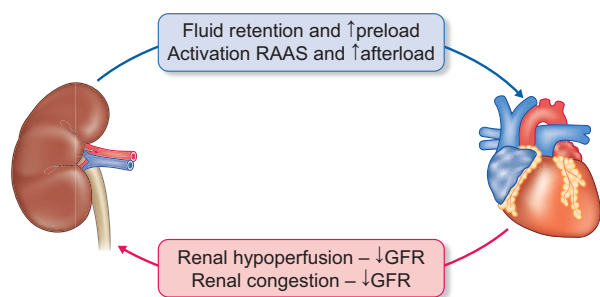 Fluid retention and ↑preload
Activation RAAS and ↑afterload
Renal hypoperfusion – ↓GFR
Renal congestion – ↓GFR